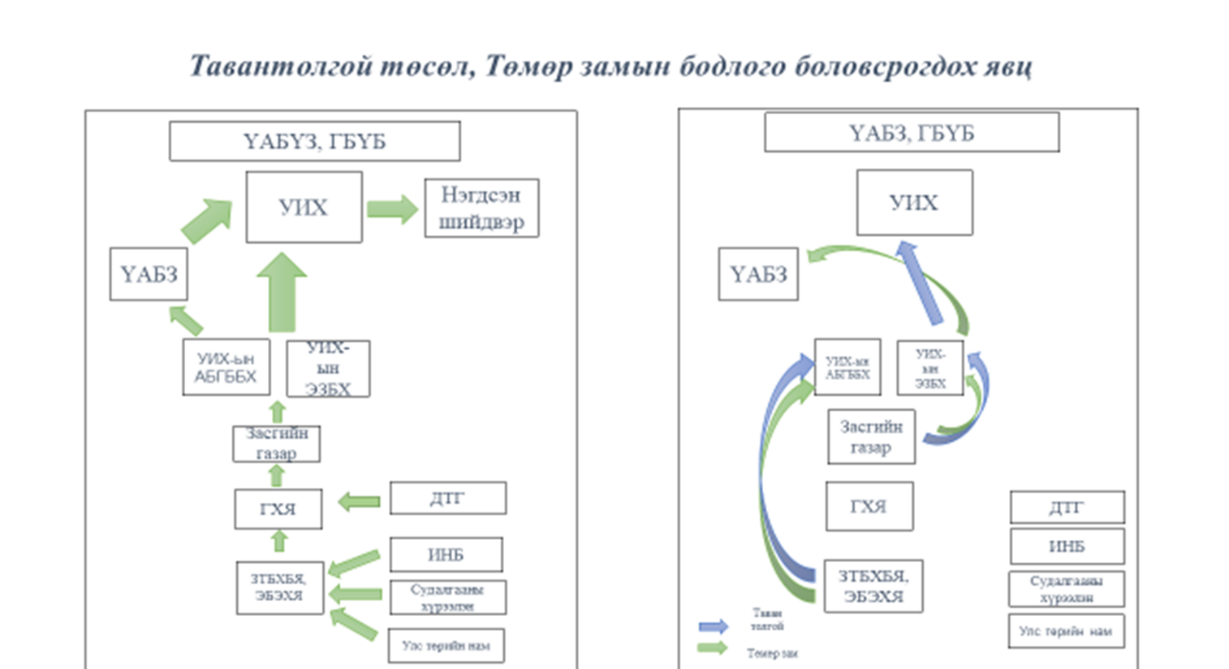 Тавантолгой төсөл, Төмөр замын бодлого боловсрогдох явц
ҮАБҮЗ, ГБҮБ
УИХ
Нэгдсэн
шийдвэр
ҮАБЗ
УИХ-ын
АБГББХ
УИХ-
ын
ЭЗБХ
Засгийн
газар
ГХЯ
ДТГ
ИНБ
ЗТБХБЯ,
ЭБЭХЯ
Судалгааны
хүрээлэн
Улс төрийн нам
ҮАБЗ, ГБҮБ
УИХ
ҮАБЗ
УИХ-ын
АБГББХ
УИХ-
ын
ЭЗБХ
Засгийн
газар
ГХЯ
ДТГ
ИНБ
ЗТБХБЯ,
ЭБЭХЯ
Судалгааны
хүрээлэн
Улс төрийн нам
Таван
толгой
Төмөр зам